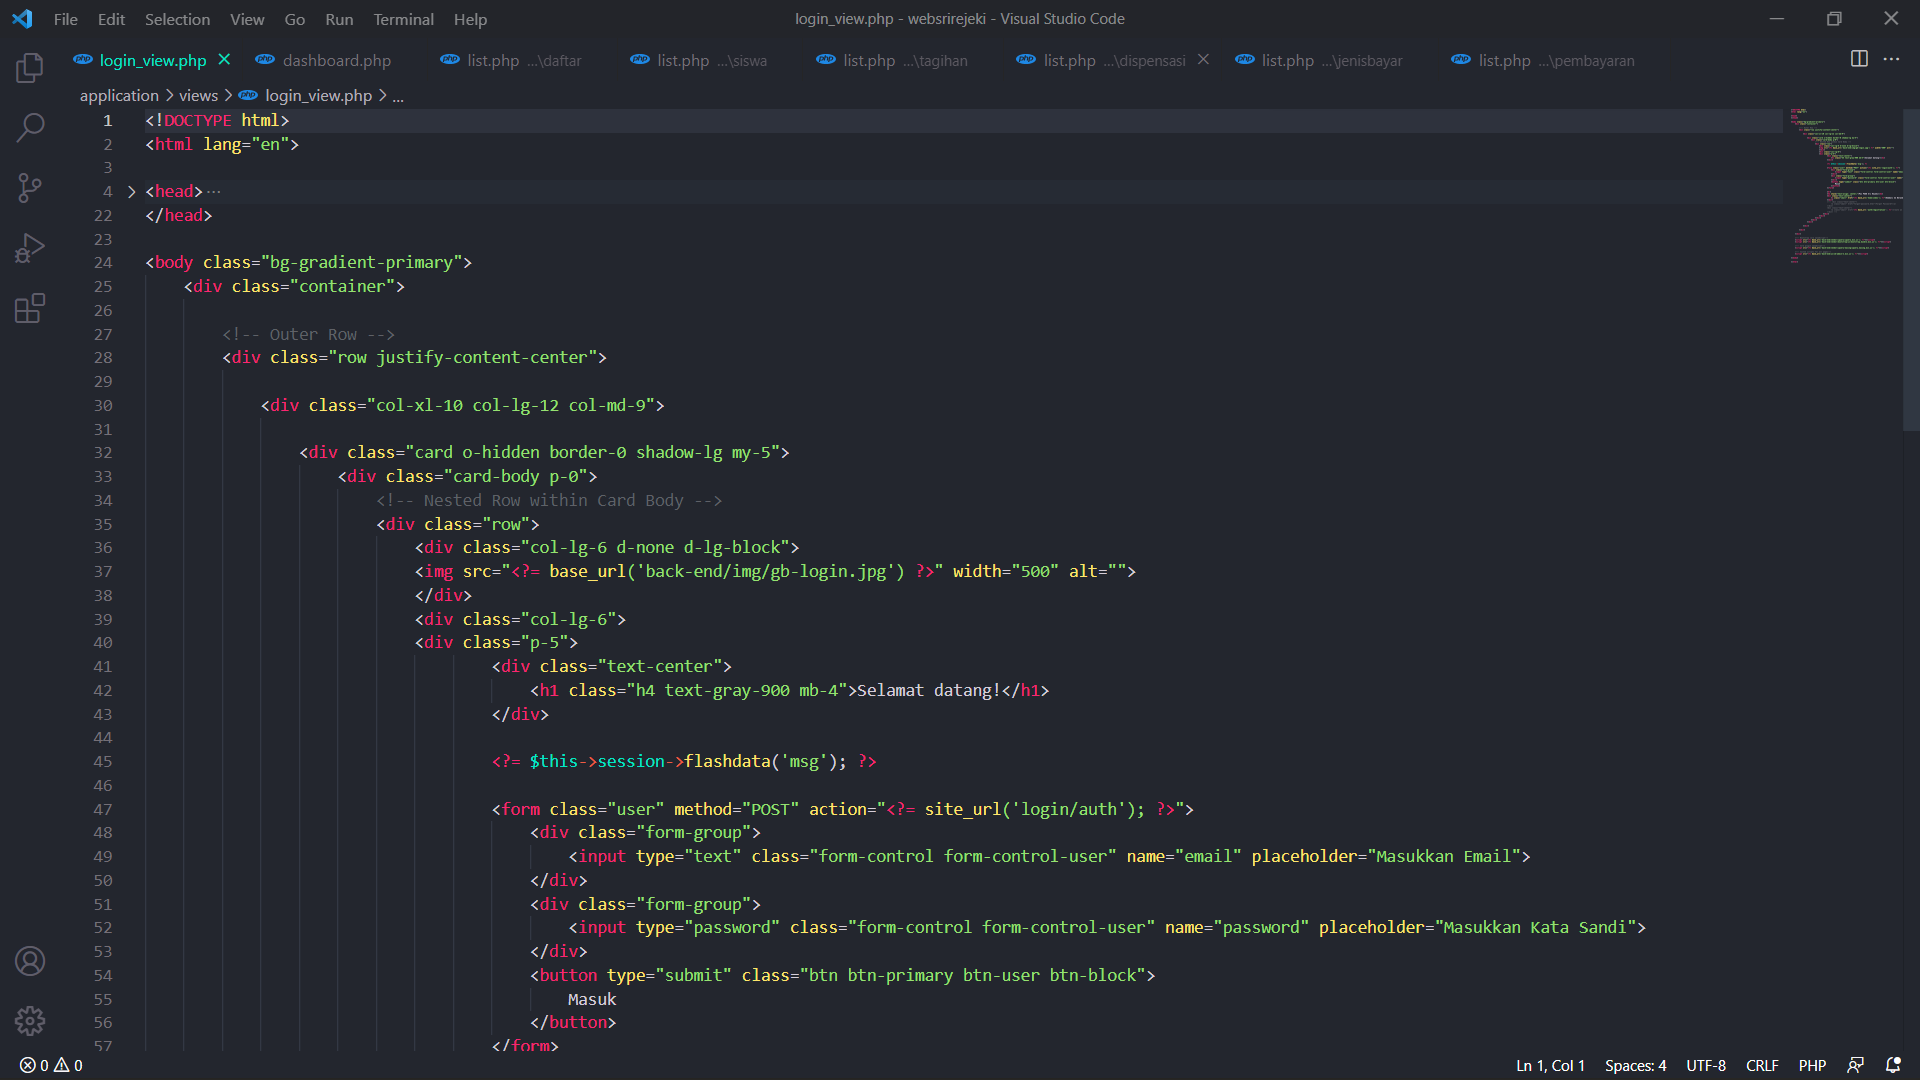 File Edit Selection View Go Run Terminal Help login_view.php - websrirejeki - Visual Studio Code
login_view.php dashboard.php list.php ...\daftar list.php ...\siswa list.php ...\tagihan list.php ...\dispensasi list.php ...\jenisbayar list.php ...\pembayaran
application > views > login_view.php > ...
1 <!DOCTYPE html>
2 <html lang="en">
3
4 <head>...
22 </head>
23
24 <body class="bg-gradient-primary">
25 <div class="container">
26
27 <!-- Outer Row -->
28 <div class="row justify-content-center">
29
30 <div class="col-xl-10 col-lg-12 col-md-9">
31
32 <div class="card o-hidden border-0 shadow-lg my-5">
33 <div class="card-body p-0">
34 <!-- Nested Row within Card Body -->
35 <div class="row">
36 <div class="col-lg-6 d-none d-lg-block">
37 <img src="<?= base_url('back-end/img/gb-login.jpg') ?>" width="500" alt="">
38 </div>
39 <div class="col-lg-6">
40 <div class="p-5">
41 <div class="text-center">
42 <h1 class="h4 text-gray-900 mb-4">Selamat datang!</h1>
43 </div>
44
45 <?= $this->session->flashdata('msg'); ?>
46
47 <form class="user" method="POST" action="<?= site_url('login/auth'); ?>">
48 <div class="form-group">
49 <input type="text" class="form-control form-control-user" name="email" placeholder="Masukkan Email">
50 </div>
51 <div class="form-group">
52 <input type="password" class="form-control form-control-user" name="password" placeholder="Masukkan Kata Sandi">
53 </div>
54 <button type="submit" class="btn btn-primary btn-user btn-block">
55 Masuk
56 </button>
57 </form>
0 0 Ln 1, Col 1 Spaces: 4 UTF-8 CRLF PHP